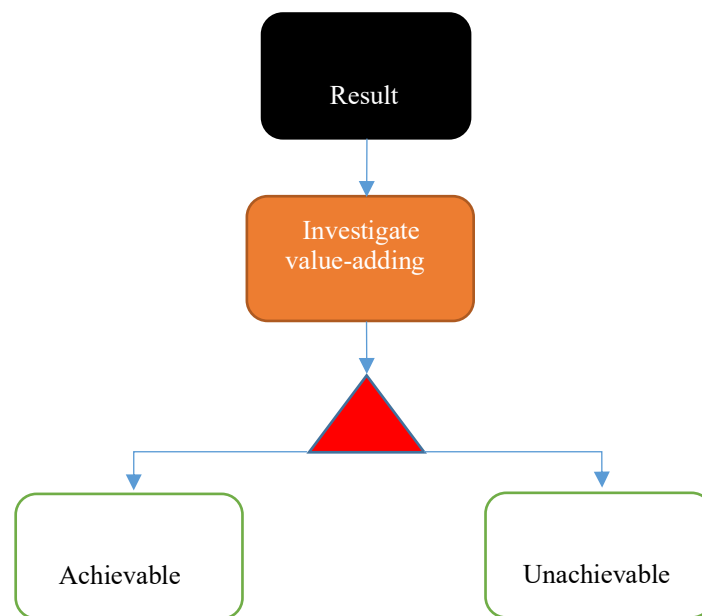 Result
Investigate
value-adding
Achievable
Unachievable